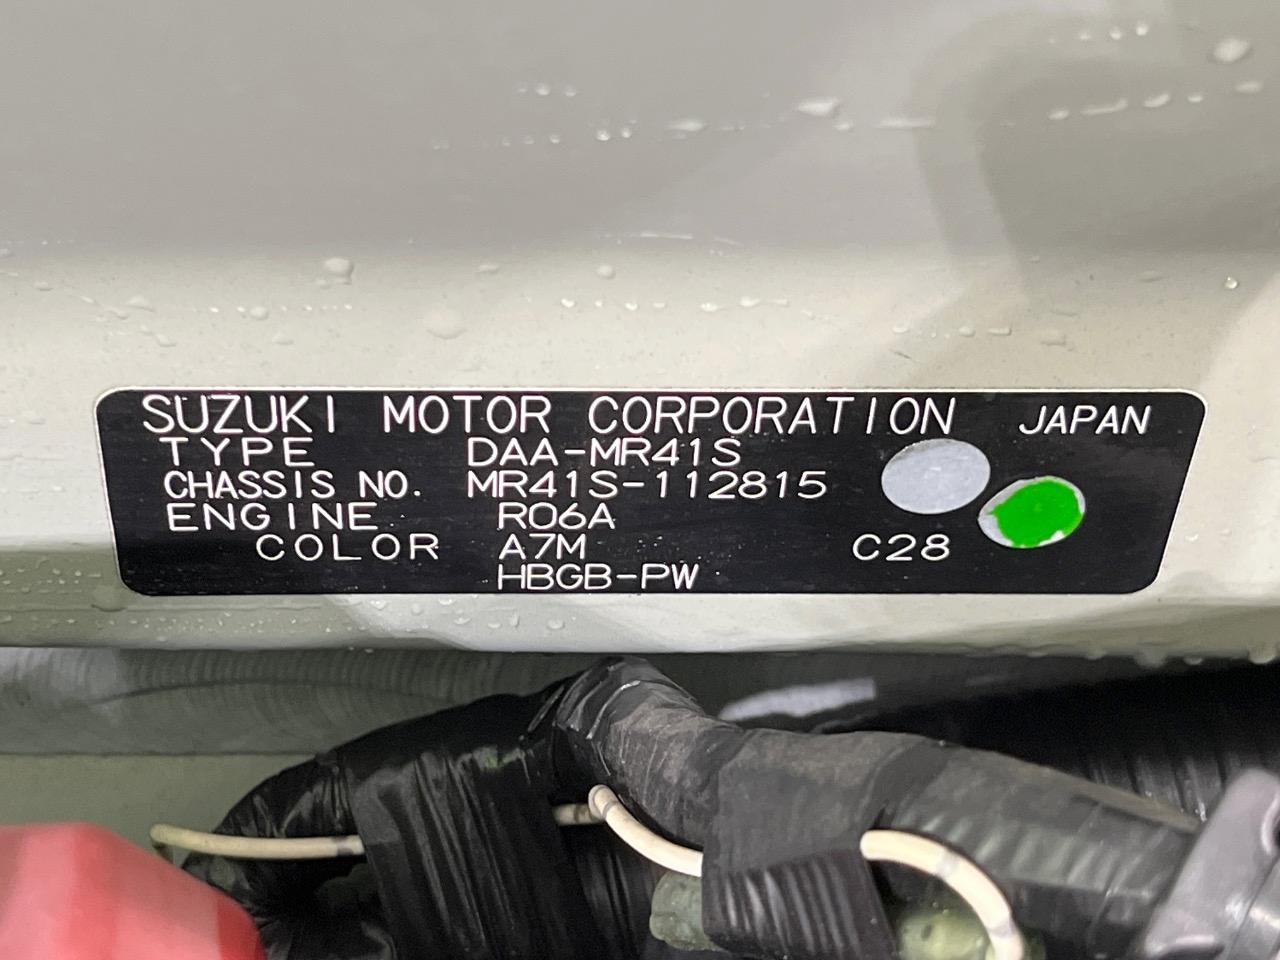 SUZUKI MOTOR CORPORATION JAPAN
TYPE DAA-MR41S
CHASSIS NO. MR41S-112815
ENGINE R06A
COLOR A7M C28
HBGB-PW